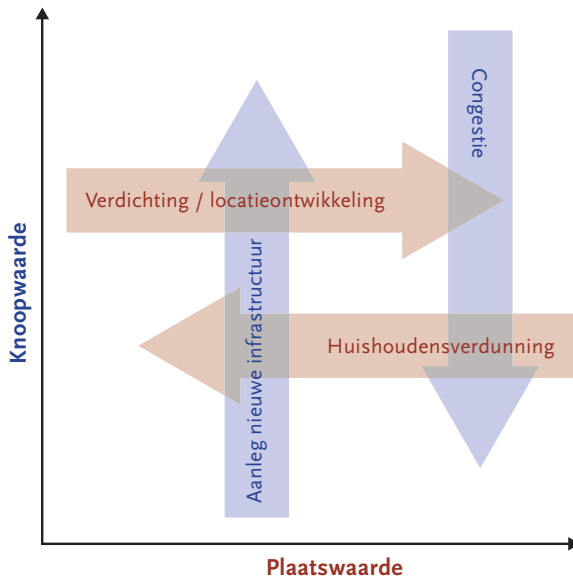 Knoopwaarde
Congestie
Verdichting / locatieontwikkeling
Aanleg nieuwe infrastructuur
Huishoudensverdunning
Plaatswaarde